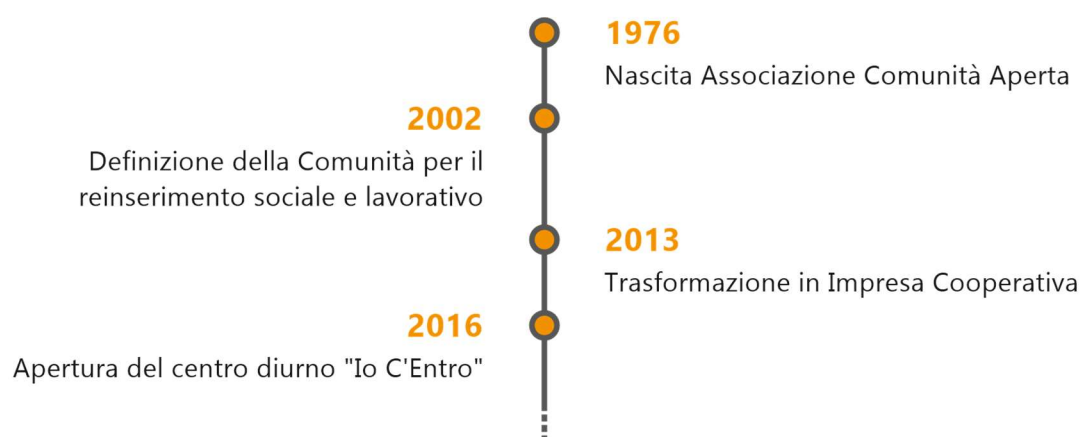 1976
Nascita Associazione Comunità Aperta
2002
Definizione della Comunità per il
reinserimento sociale e lavorativo
2013
Trasformazione in Impresa Cooperativa
2016
Apertura del centro diurno "Io C'Entro"